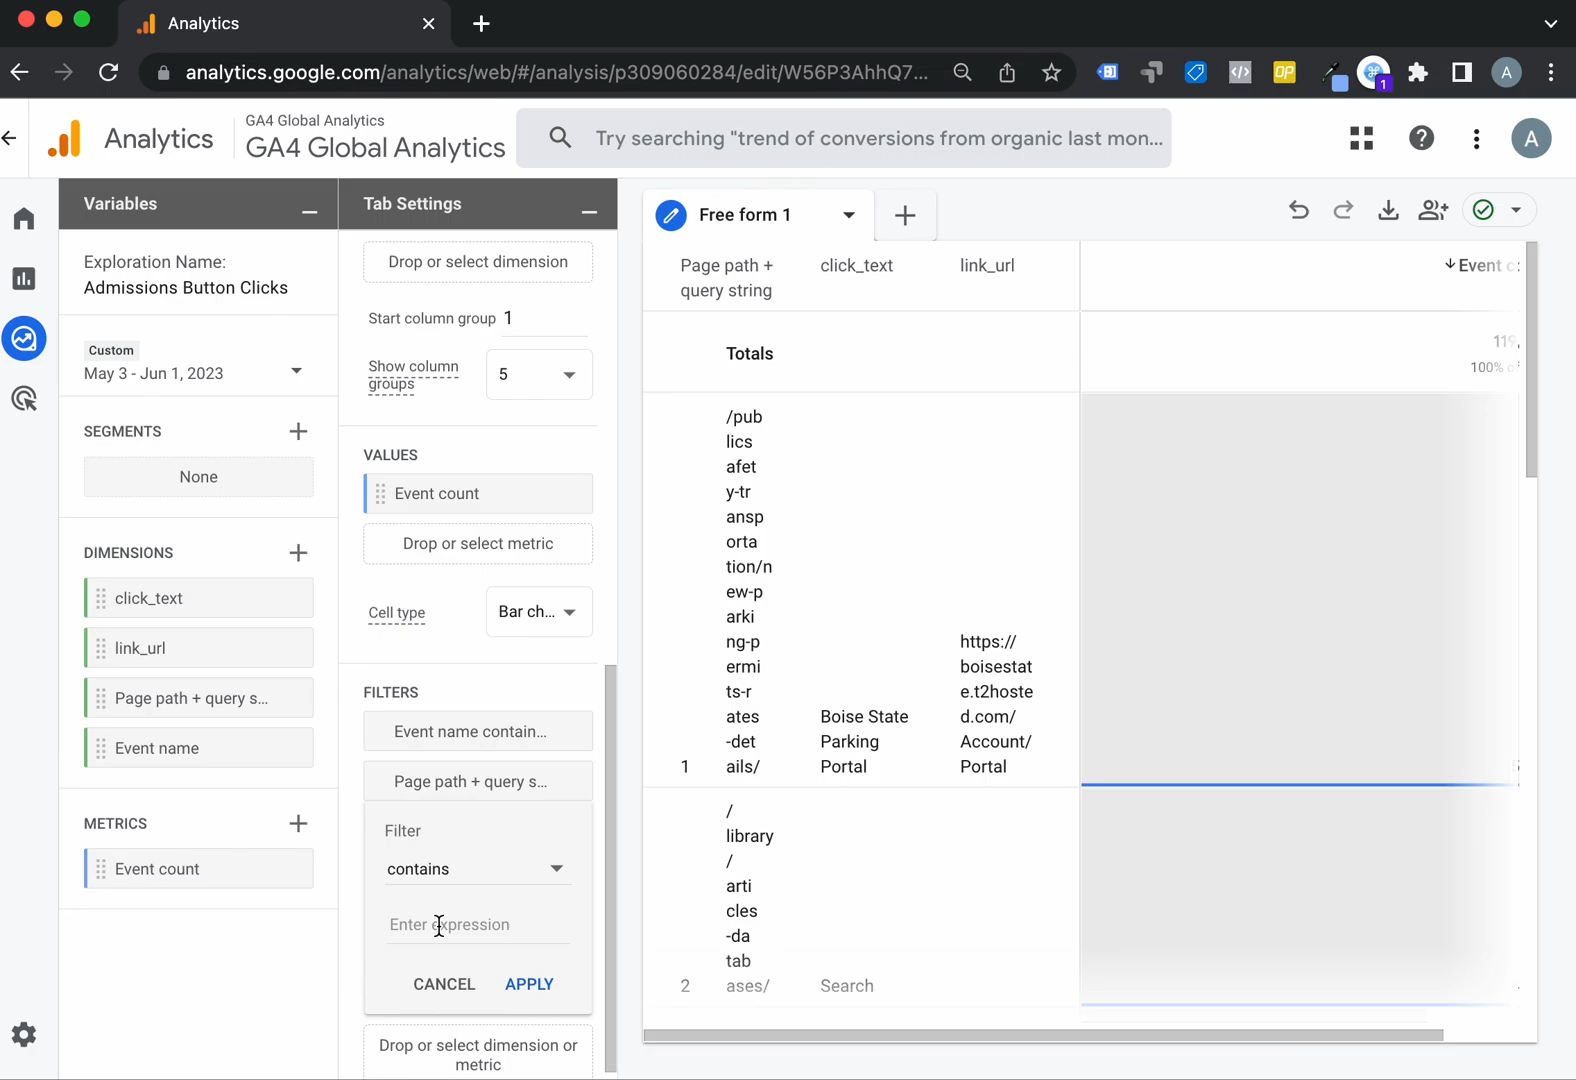 Analytics
analytics.google.com/analytics/web/#/analysis/p309060284/edit/W56P3AhhQ7...
OP
1
A
Analytics
GA4 Global Analytics
GA4 Global Analytics
Try searching "trend of conversions from organic last mon...
A
Variables
Exploration Name:
Admissions Button Clicks
Custom
May 3 - Jun 1, 2023
SEGMENTS
None
DIMENSIONS
click_text
link_url
Page path + query s...
Event name
METRICS
Event count
Tab Settings
Drop or select dimension
Start column group 1
Show column
groups
5
VALUES
Event count
Drop or select metric
Cell type
Bar ch...
FILTERS
Event name contain...
Page path + query s...
Filter
contains
Enter expression
CANCEL APPLY
Drop or select dimension or
metric
Free form 1
Page path +
query string
click_text
link_url
Event c
Totals
119,
100% of
1
/pub
lics
afet
y-tr
ansp
orta
tion/n
ew-p
arki
ng-p
ermi
ts-r
ates
-det
ails/
Boise State
Parking
Portal
https://
boisestat
e.t2hoste
d.com/
Account/
Portal
2
/
library
/
arti
cles
-da
tab
ases/
Search